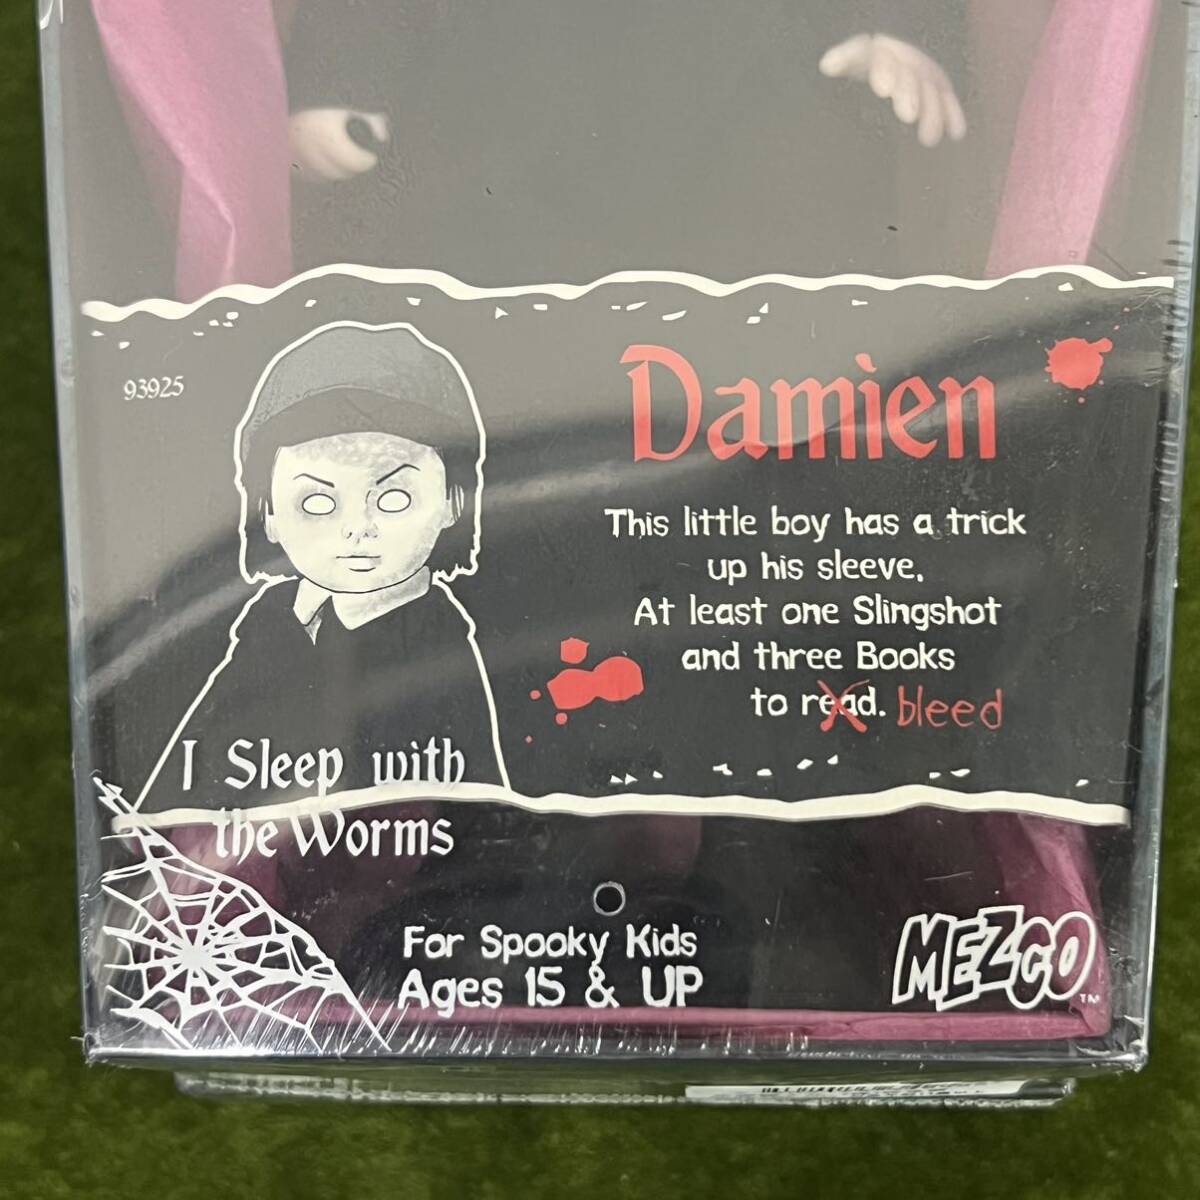 93925
Damien
This little boy has a trick
up his sleeve,
At least one Slingshot
and three Books
to read. bleed
I Sleep with
the Worms
For Spooky Kids
Ages 15 & UP
MEZCO TM